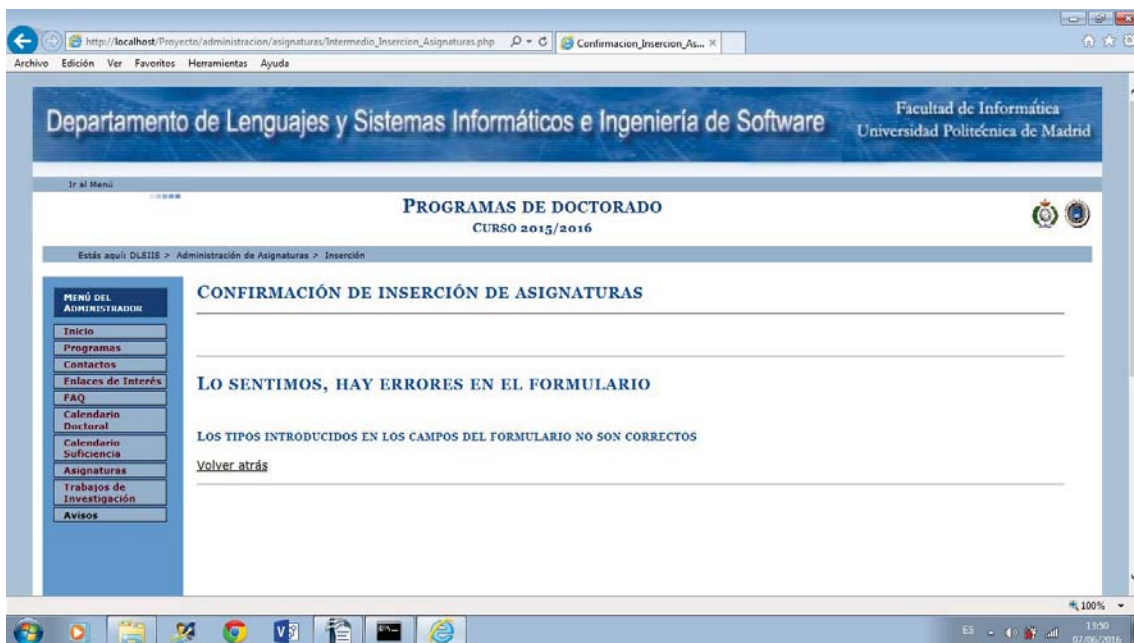 http://localhost/Proyecto/administracion/asignaturas/Intermedio_Insercion_Asignaturas.php
Confirmacion_Insercion_As...
Archivo Edición Ver Favoritos Herramientas Ayuda
Departamento de Lenguajes y Sistemas Informáticos e Ingeniería de Software
Facultad de Informática
Universidad Politécnica de Madrid
Ir al Menú
PROGRAMAS DE DOCTORADO
CURSO 2015/2016
Estás aquí: DLSIIS > Administración de Asignaturas > Inserción
MENÚ DEL
ADMINISTRADOR
Inicio
Programas
Contactos
Enlaces de Interés
FAQ
Calendario
Doctoral
Calendario
Suficiencia
Asignaturas
Trabajos de
Investigación
Avisos
CONFIRMACIÓN DE INSERCIÓN DE ASIGNATURAS
LO SENTIMOS, HAY ERRORES EN EL FORMULARIO
LOS TIPOS INTRODUCIDOS EN LOS CAMPOS DEL FORMULARIO NO SON CORRECTOS
Volver atrás
100%
ES
13:50
07/06/2016